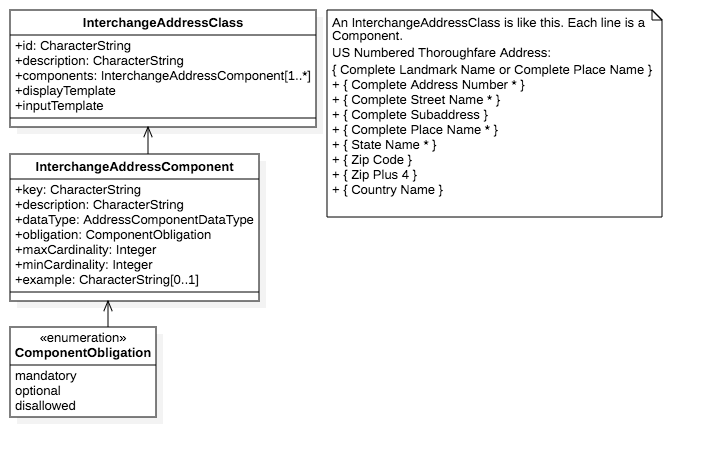 InterchangeAddressClass
+id: CharacterString
+description: CharacterString
+components: InterchangeAddressComponent[1..*]
+displayTemplate
+inputTemplate
An InterchangeAddressClass is like this. Each line is a
Component.
US Numbered Thoroughfare Address:
{ Complete Landmark Name or Complete Place Name }
+ { Complete Address Number * }
+ { Complete Street Name * }
+ { Complete Subaddress }
+ { Complete Place Name * }
+ { State Name * }
+ { Zip Code }
+ { Zip Plus 4 }
+ { Country Name }
InterchangeAddressComponent
+key: CharacterString
+description: CharacterString
+dataType: AddressComponentDataType
+obligation: ComponentObligation
+maxCardinality: Integer
+minCardinality: Integer
+example: CharacterString[0..1]
«enumeration»
ComponentObligation
mandatory
optional
disallowed